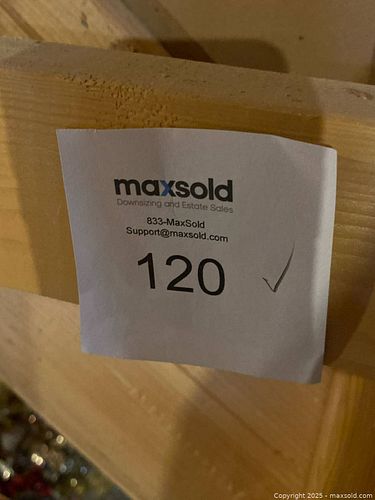 maxsold
Downsizing and Estate Sales
833-MaxSold
Support@maxsold.com
120
Copyright © 2025 - maxsold.com